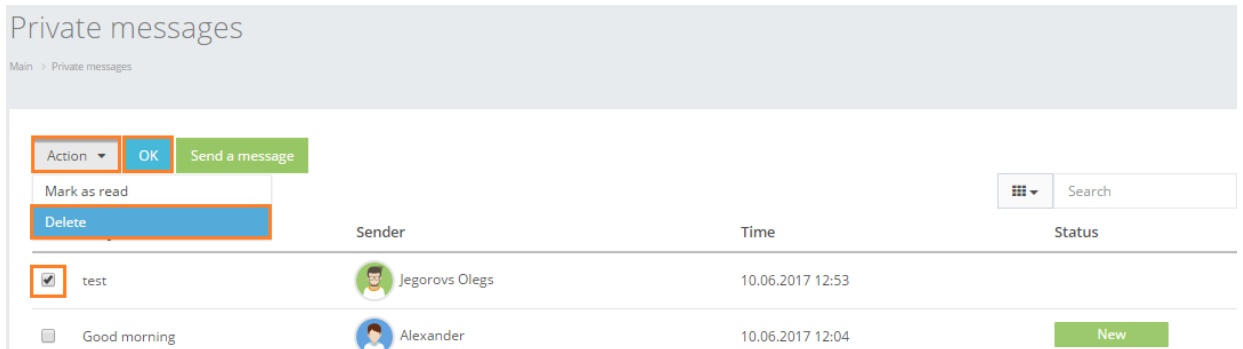 Private messages
Main > Private messages
Action OK Send a message
Mark as read
Search
Delete
Sender Time Status
test Jegorovs Olegs 10.06.2017 12:53
Good morning Alexander 10.06.2017 12:04 New